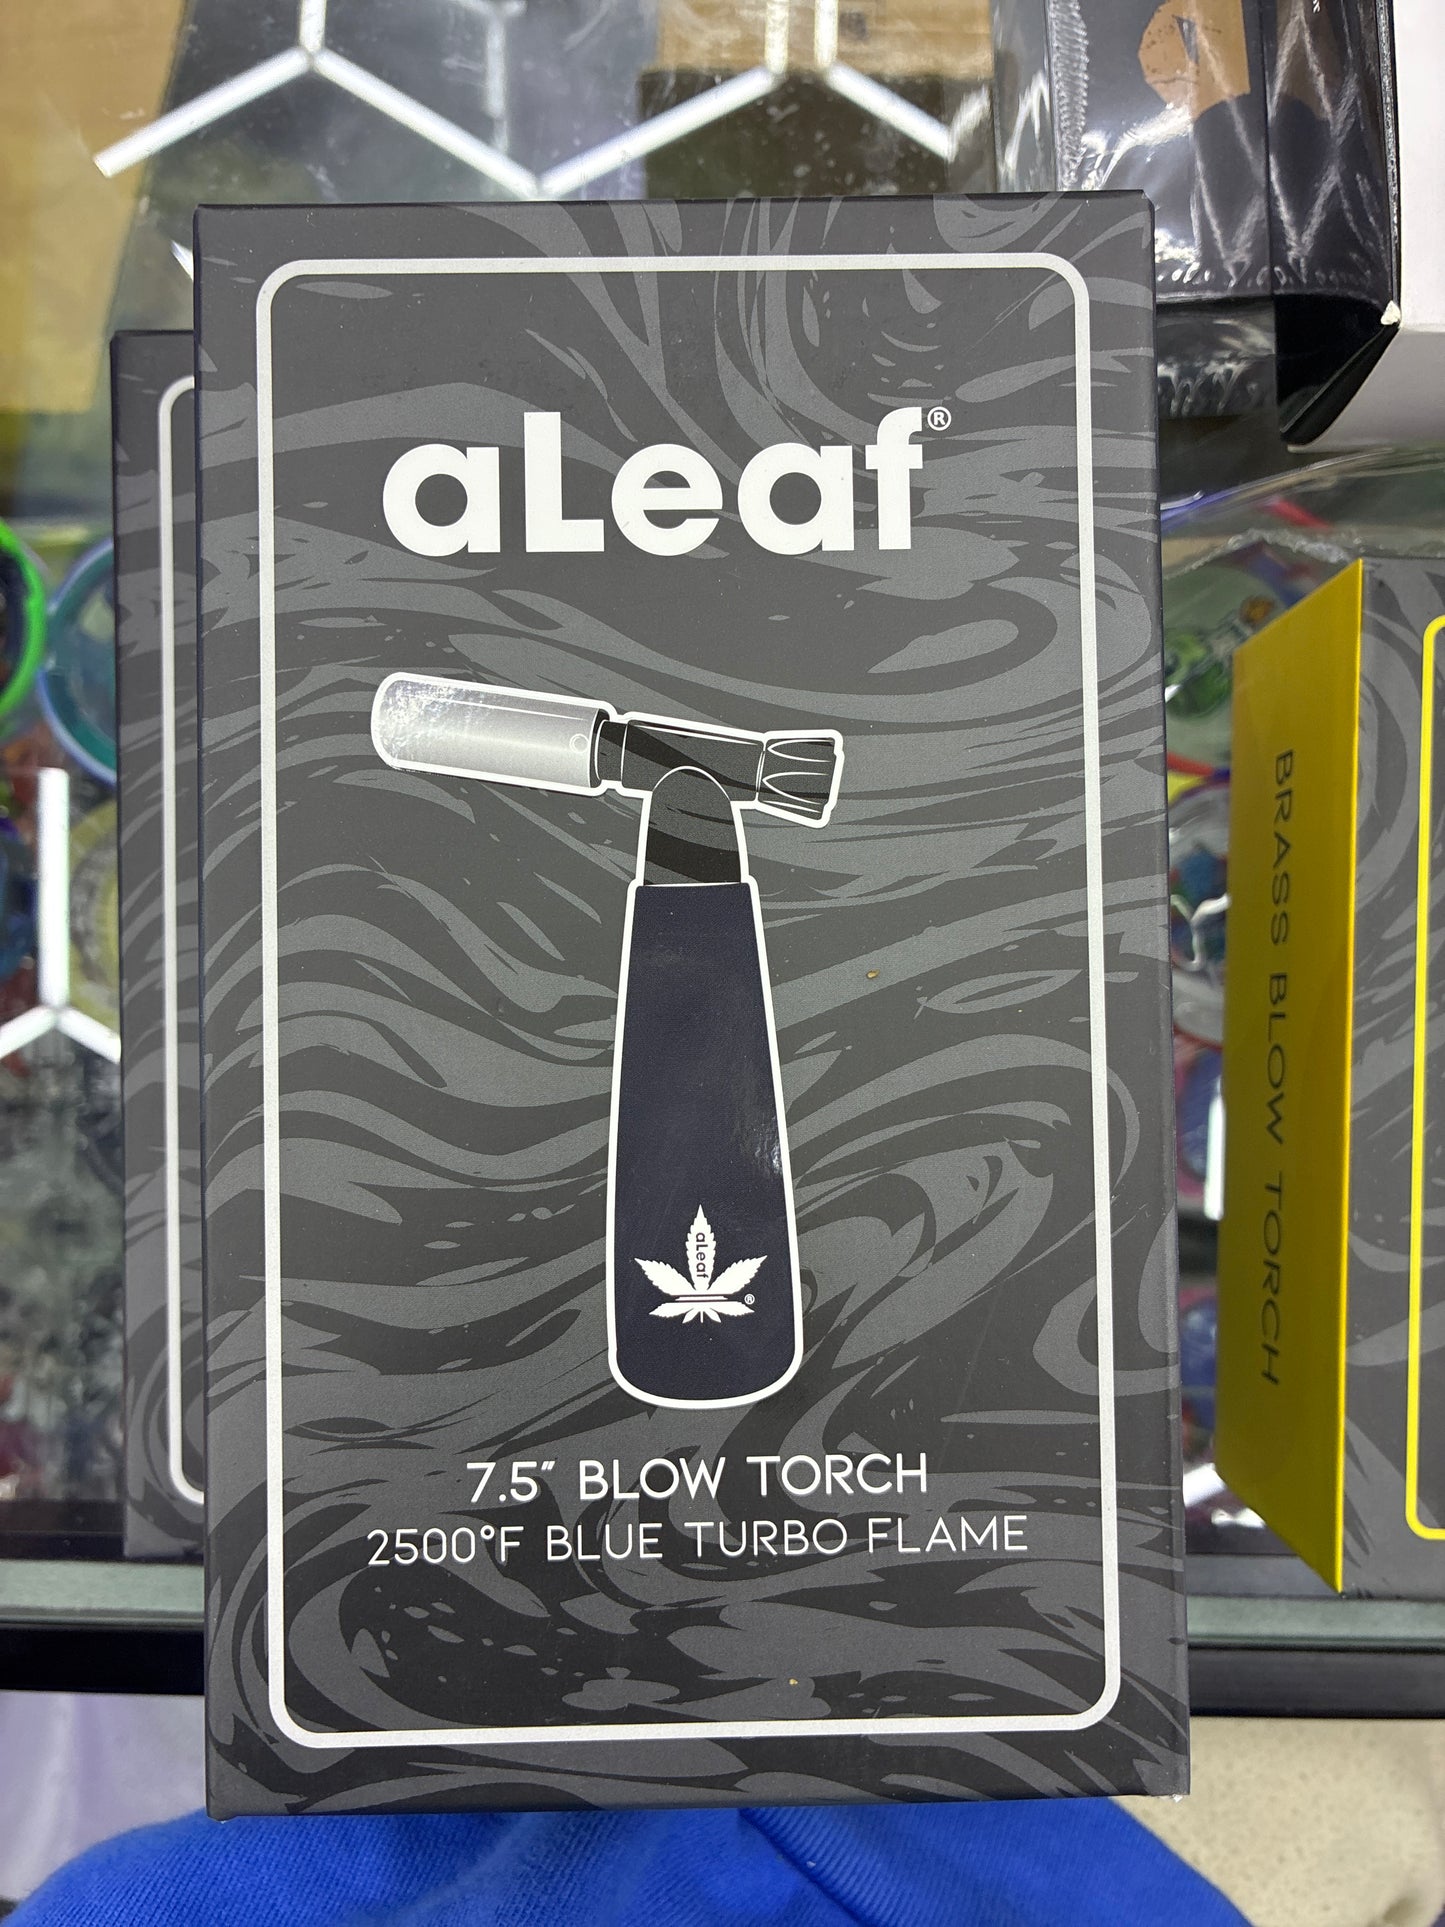 aLeaf®
aLeaf
®
7.5" BLOW TORCH
2500°F BLUE TURBO FLAME
BRASS BLOW TORCH